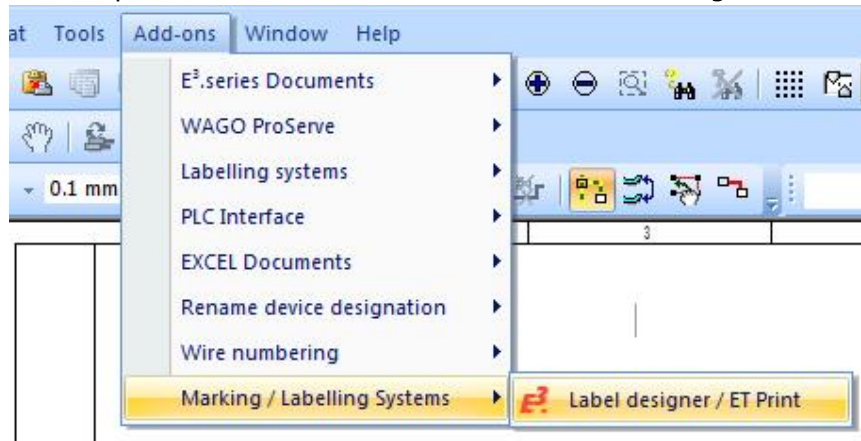 at Tools Add-ons Window Help
E³.series Documents
WAGO ProServe
Labelling systems
0.1 mm
PLC Interface
3
EXCEL Documents
Rename device designation
Wire numbering
Marking / Labelling Systems
E³. Label designer / ET Print